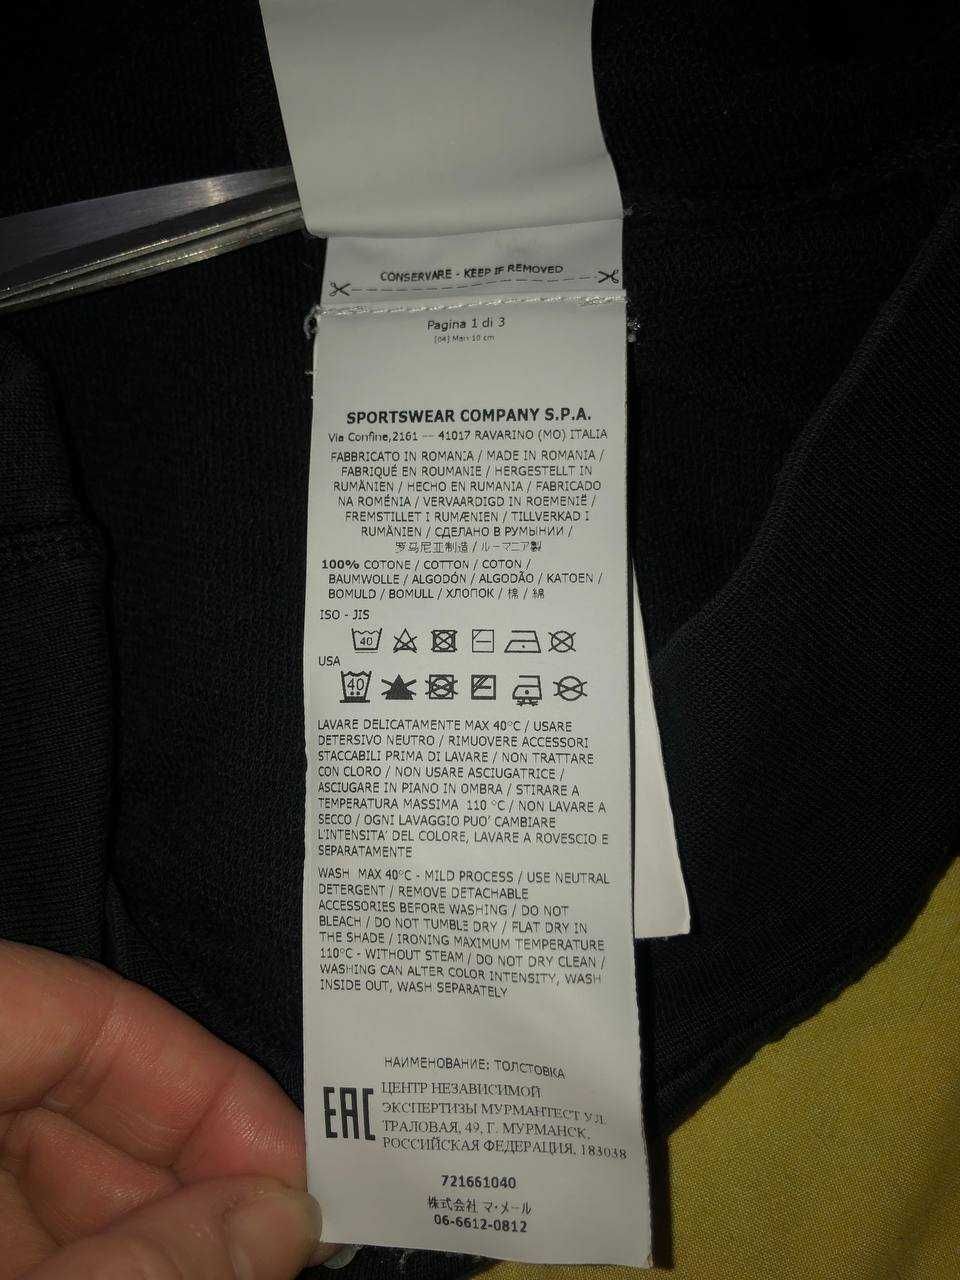 CONSERVARE - KEEP IF REMOVED
Pagina 1 di 3
[04] Man 10 cm
SPORTSWEAR COMPANY S.P.A.
Via Confine,2161 -- 41017 RAVARINO (MO) ITALIA
FABBRICATO IN ROMANIA / MADE IN ROMANIA /
FABRIQUÉ EN ROUMANIE / HERGESTELLT IN
RUMÄNIEN / HECHO EN RUMANIA / FABRICADO
NA ROMÉNIA / VERVAARDIGD IN ROEMENIË /
FREMSTILLET I RUMÆNIEN / TILLVERKAD I
RUMÄNIEN / СДЕЛАНО В РУМЫНИИ /
罗马尼亚制造 / ルーマニア製
100% COTONE / COTTON / COTON /
BAUMWOLLE / ALGODÓN / ALGODÃO / KATOEN /
BOMULD / BOMULL / ХЛОПОК / 棉 / 綿
ISO - JIS
40
USA
40
LAVARE DELICATAMENTE MAX 40°C / USARE
DETERSIVO NEUTRO / RIMUOVERE ACCESSORI
STACCABILI PRIMA DI LAVARE / NON TRATTARE
CON CLORO / NON USARE ASCIUGATRICE /
ASCIUGARE IN PIANO IN OMBRA / STIRARE A
TEMPERATURA MASSIMA 110 °C / NON LAVARE A
SECCO / OGNI LAVAGGIO PUO' CAMBIARE
L'INTENSITA' DEL COLORE, LAVARE A ROVESCIO E
SEPARATAMENTE
WASH MAX 40°C - MILD PROCESS / USE NEUTRAL
DETERGENT / REMOVE DETACHABLE
ACCESSORIES BEFORE WASHING / DO NOT
BLEACH / DO NOT TUMBLE DRY / FLAT DRY IN
THE SHADE / IRONING MAXIMUM TEMPERATURE
110°C - WITHOUT STEAM / DO NOT DRY CLEAN /
WASHING CAN ALTER COLOR INTENSITY, WASH
INSIDE OUT, WASH SEPARATELY
НАИМЕНОВАНИЕ: ТОЛСТОВКА
EAC
ЦЕНТР НЕЗАВИСИМОЙ
ЭКСПЕРТИЗЫ МУРМАНТЕСТ УЛ.
ТРАЛОВАЯ, 49, Г. МУРМАНСК,
РОССИЙСКАЯ ФЕДЕРАЦИЯ, 183038
721661040
株式会社 マ・メール
06-6612-0812